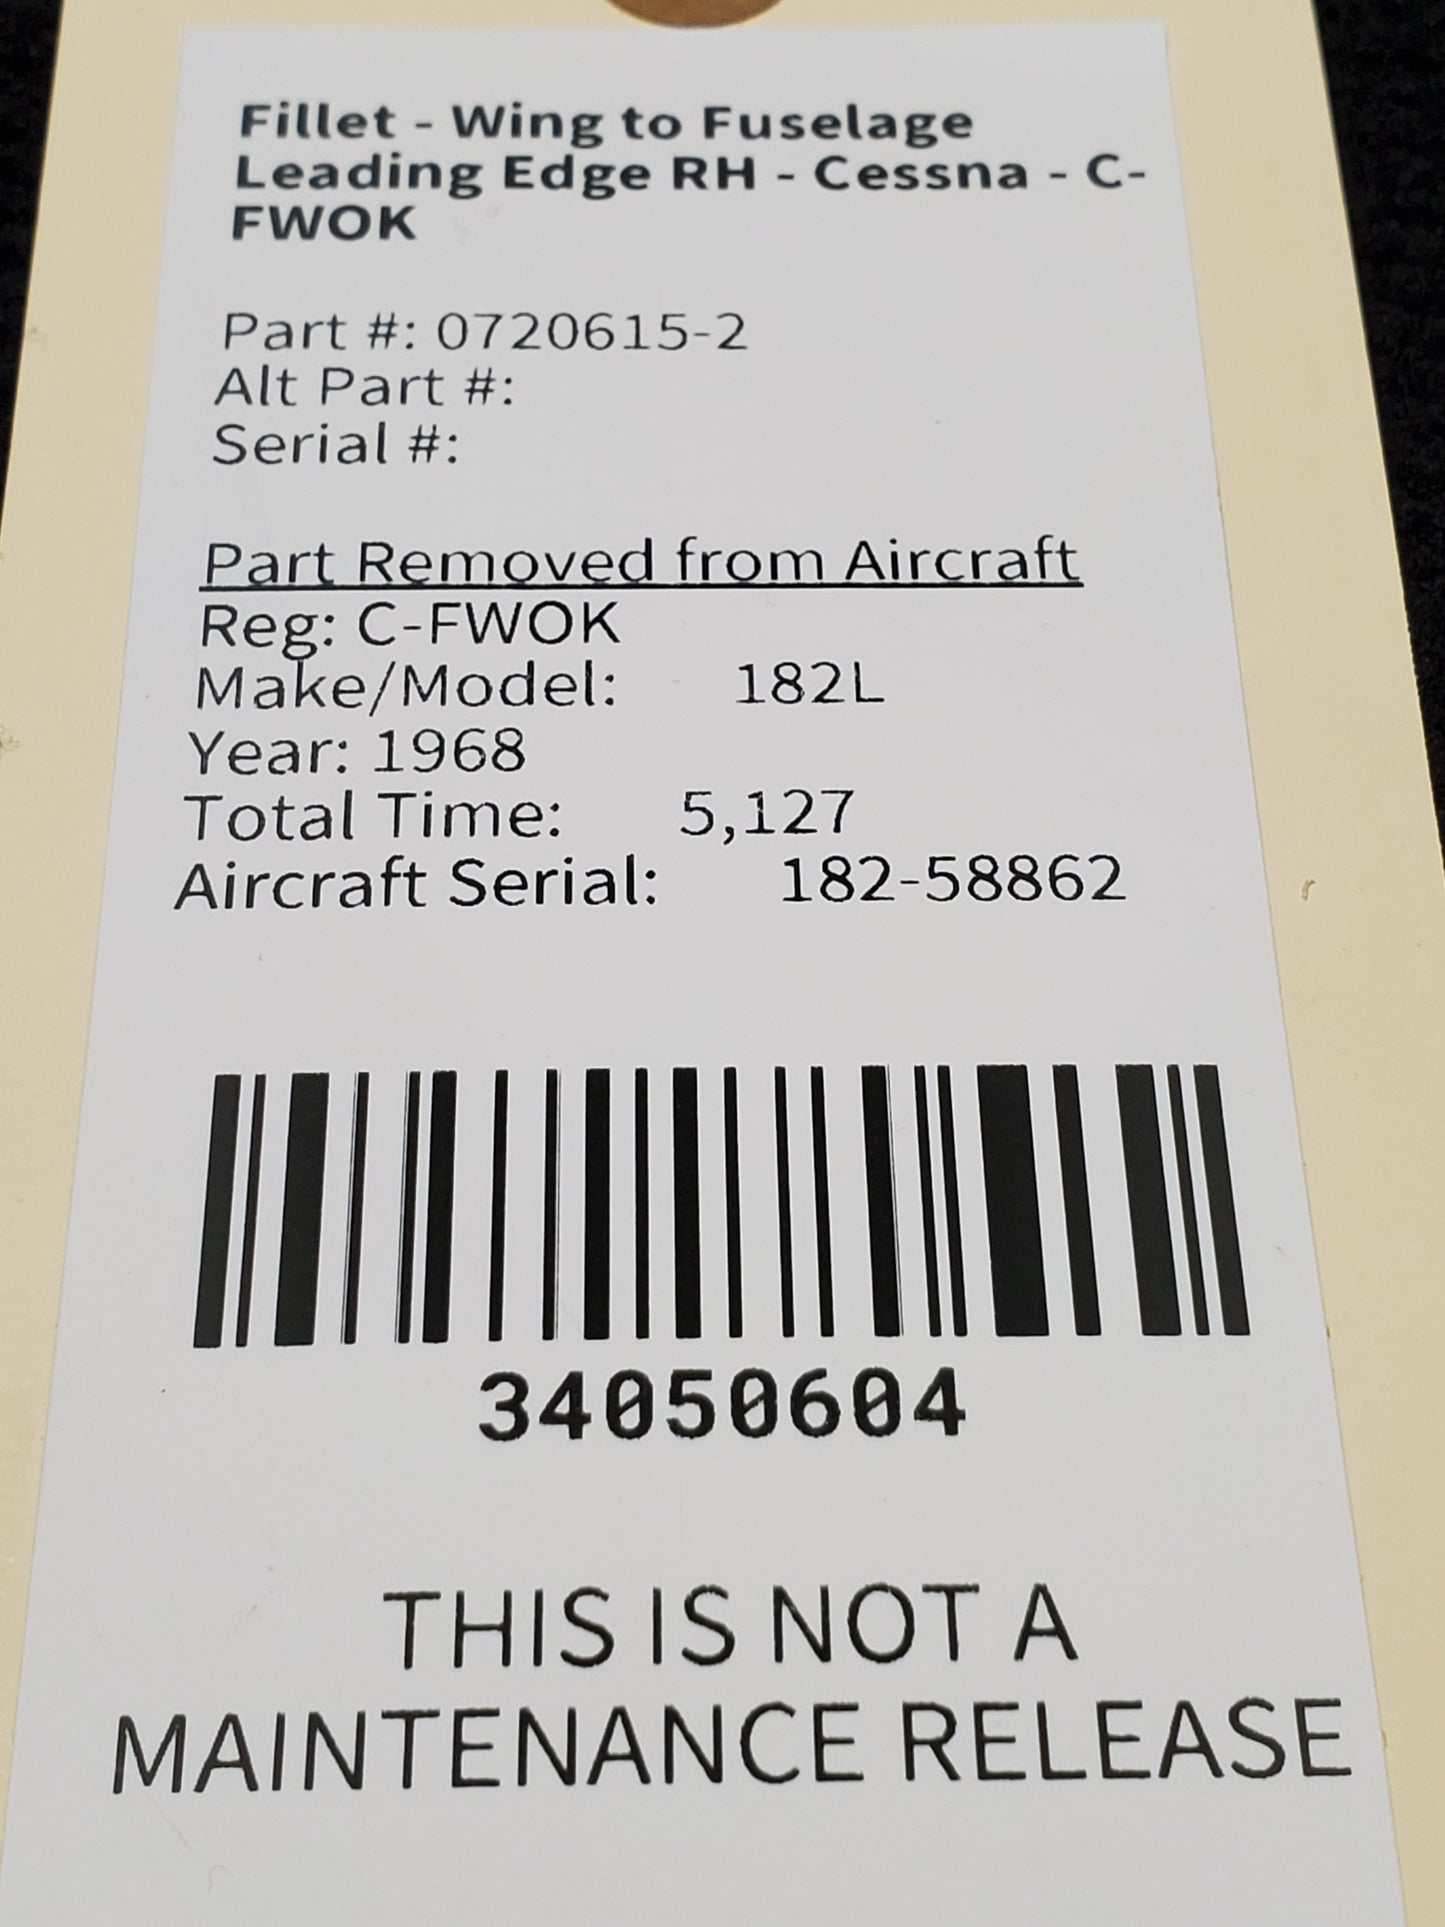 Fillet - Wing to Fuselage
Leading Edge RH - Cessna - C-
FWOK
Part #: 0720615-2
Alt Part #:
Serial #:
Part Removed from Aircraft
Reg: C-FWOK
Make/Model: 182L
Year: 1968
Total Time: 5,127
Aircraft Serial: 182-58862
34050604
THIS IS NOT A
MAINTENANCE RELEASE